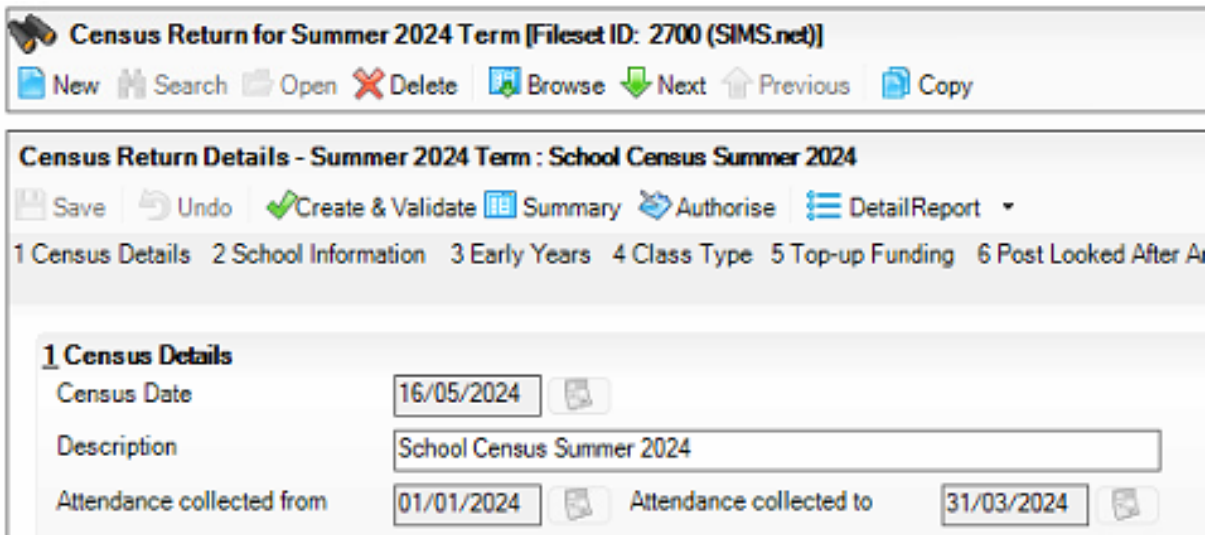 Census Return for Summer 2024 Term [Fileset ID: 2700 (SIMS.net)]
New Search Open Delete Browse Next Previous Copy
Census Return Details - Summer 2024 Term : School Census Summer 2024
Save Undo Create & Validate Summary Authorise DetailReport
1 Census Details 2 School Information 3 Early Years 4 Class Type 5 Top-up Funding 6 Post Looked After
1 Census Details
Census Date 16/05/2024
Description School Census Summer 2024
Attendance collected from 01/01/2024 Attendance collected to 31/03/2024